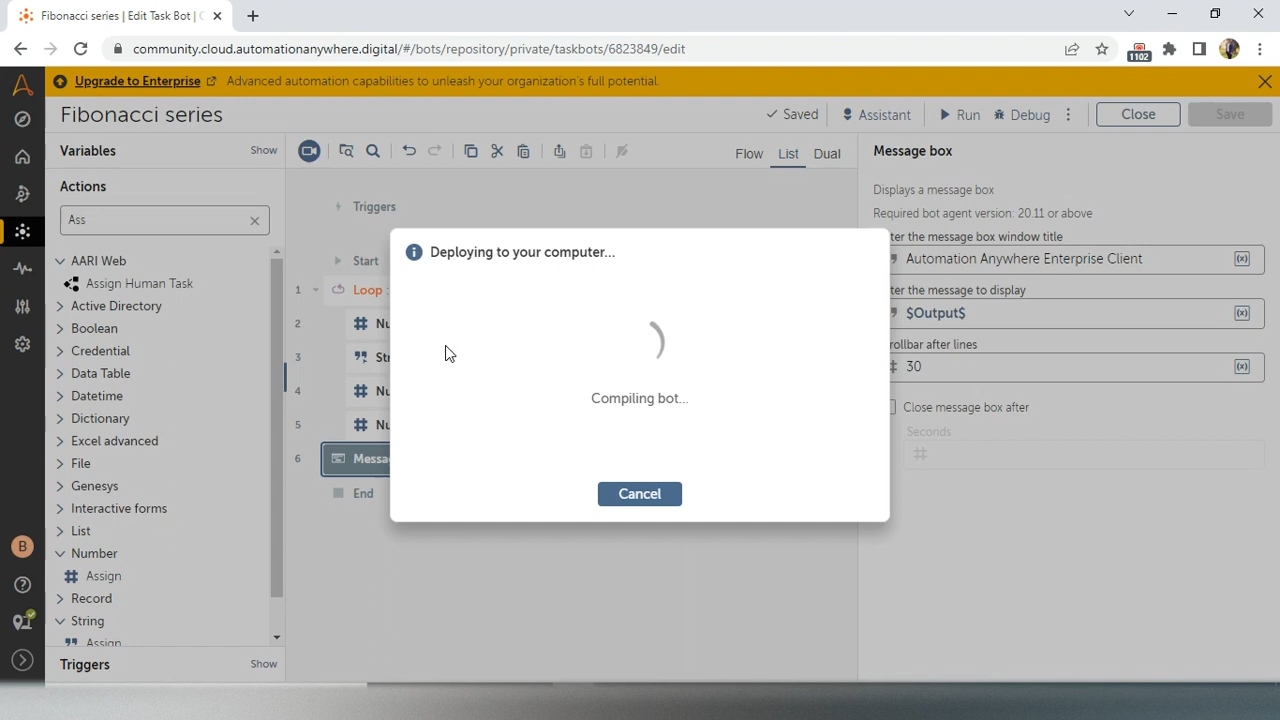 Fibonacci series | Edit Task Bot |
community.cloud.automationanywhere.digital/#/bots/repository/private/taskbots/6823849/edit
1102
Upgrade to Enterprise Advanced automation capabilities to unleash your organization's full potential.
Fibonacci series
Saved
Assistant
Run
Debug
Close
Save
Variables
Show
Actions
Ass
AARI Web
Assign Human Task
Active Directory
Boolean
Credential
Data Table
Datetime
Dictionary
Excel advanced
File
Genesys
Interactive forms
List
Number
Assign
Record
String
Assign
Triggers
Show
B
Flow
List
Dual
Triggers
Start
1 Loop :
2 Nu
3 Str
4 Nu
5 Nu
6 Messa
End
Deploying to your computer...
Compiling bot...
Cancel
Message box
Displays a message box
Required bot agent version: 20.11 or above
ter the message box window title
Automation Anywhere Enterprise Client
(x)
ter the message to display
$Output$
(x)
rollbar after lines
30
(x)
Close message box after
Seconds